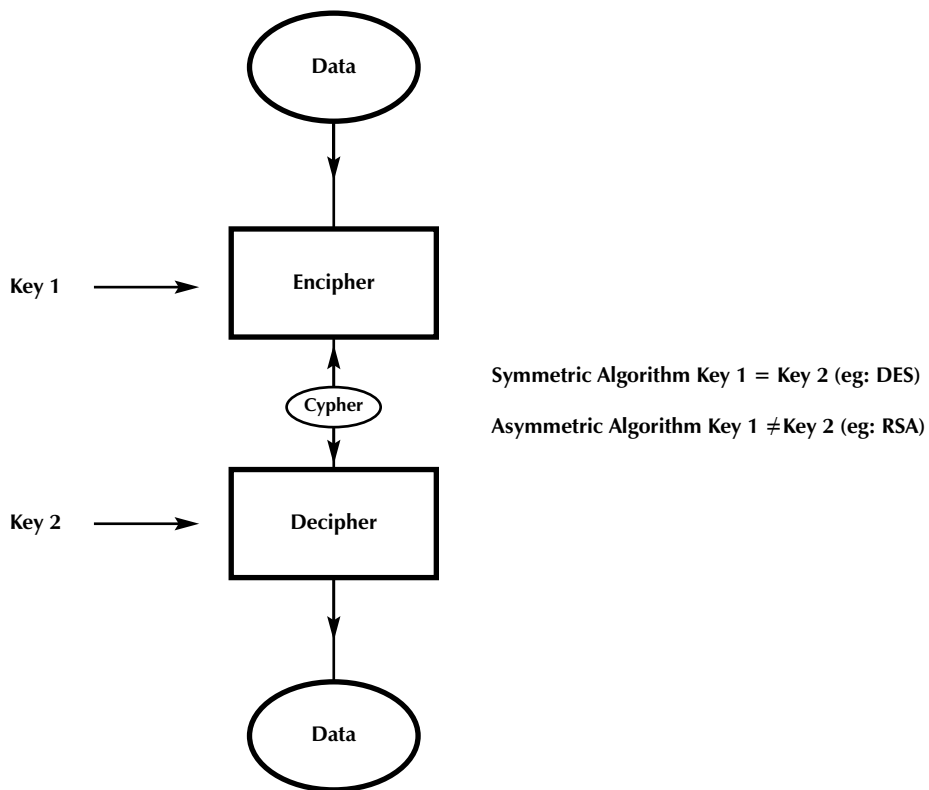 Data
Encipher
Key 1
Cypher
Symmetric Algorithm Key 1 = Key 2 (eg: DES)
Asymmetric Algorithm Key 1 ≠Key 2 (eg: RSA)
Key 2
Decipher
Data